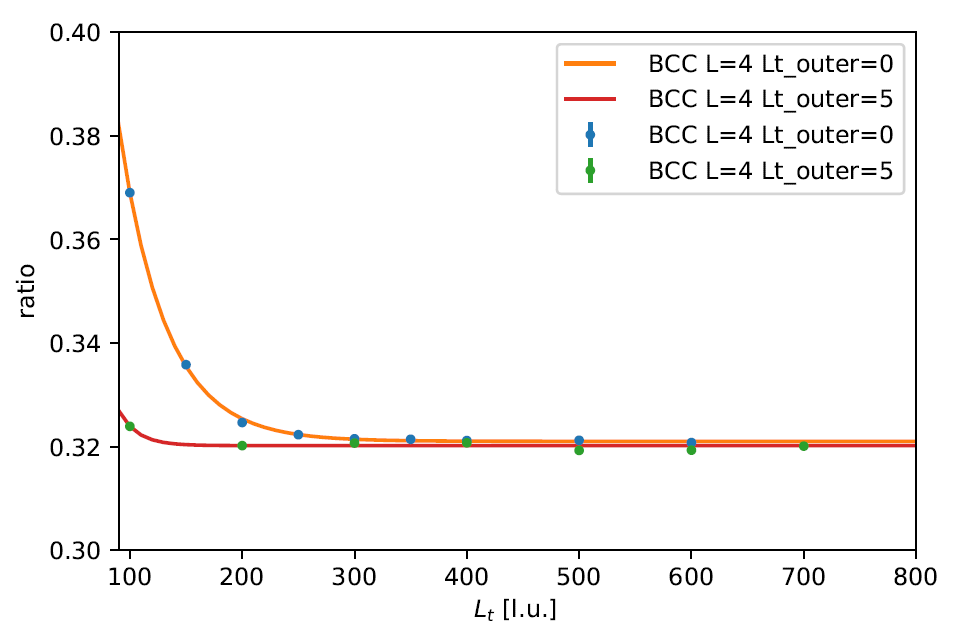 0.40
0.38
0.36
0.34
0.32
0.30
ratio
100 200 300 400 500 600 700 800
L_t [l.u.]
BCC L=4 Lt_outer=0
BCC L=4 Lt_outer=5
BCC L=4 Lt_outer=0
BCC L=4 Lt_outer=5